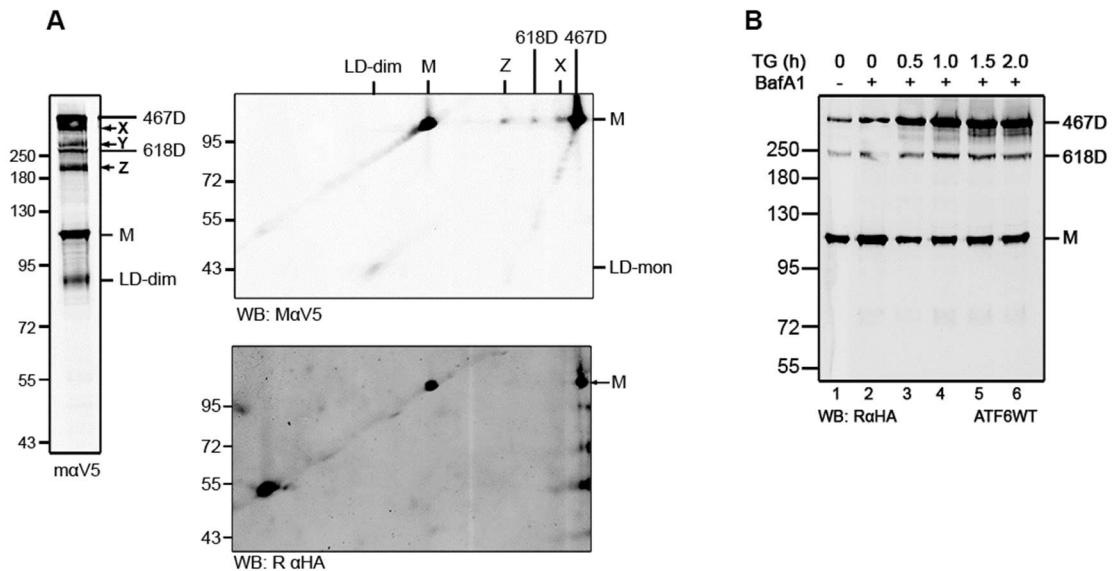 A
467D
X
Y
618D
Z
M
LD-dim
250
180
130
95
72
55
43
mαV5
618D 467D
LD-dim M Z X
95
72
55
43
M
LD-mon
WB: MαV5
95
72
55
43
M
WB: R αHA
B
TG (h) 0 0 0.5 1.0 1.5 2.0
BafA1 - + + + + +
250
180
130
95
72
55
467D
618D
M
1 2 3 4 5 6
WB: RαHA ATF6WT